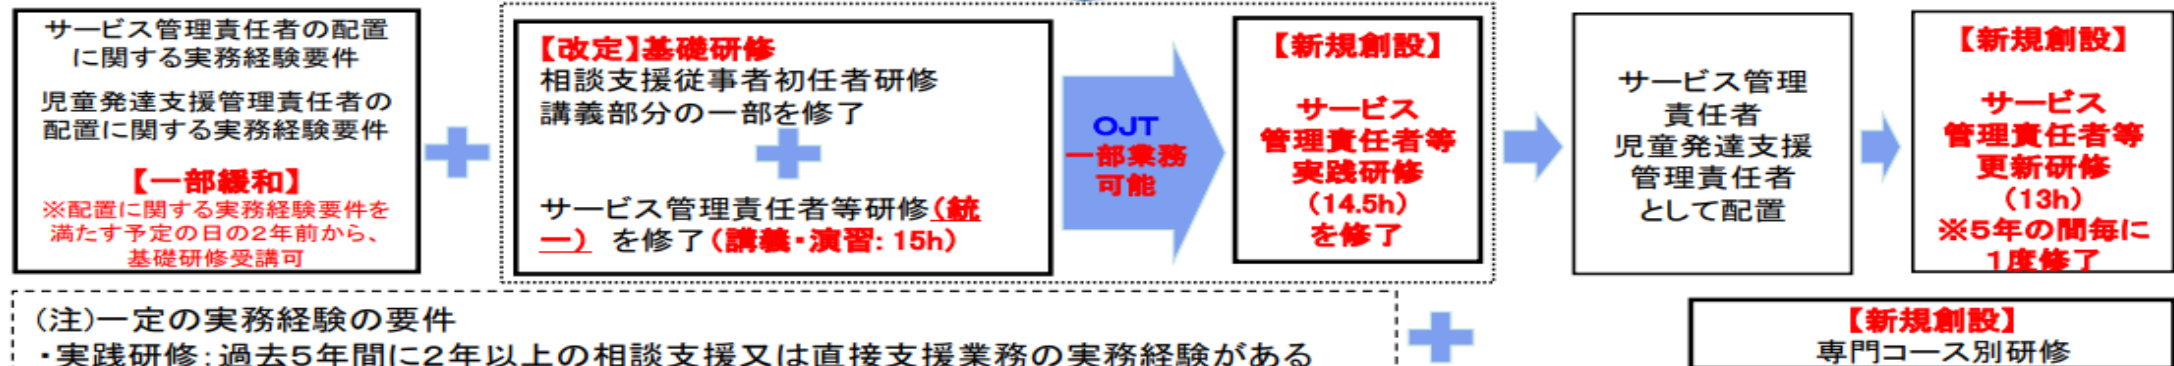 サービス管理責任者の配置
に関する実務経験要件
児童発達支援管理責任者の
配置に関する実務経験要件
【一部緩和】
※配置に関する実務経験要件を
満たす予定の日の2年前から、
基礎研修受講可
【改定】基礎研修
相談支援従事者初任者研修
講義部分の一部を修了
サービス管理責任者等研修(統
一) を修了(講義・演習: 15h)
OJT
一部業務
可能
【新規創設】
サービス
管理責任者等
実践研修
(14.5h)
を修了
サービス管理
責任者
児童発達支援
管理責任者
として配置
【新規創設】
サービス
管理責任者等
更新研修
(13h)
※5年の間毎に
1度修了
(注)一定の実務経験の要件
・実践研修:過去5年間に2年以上の相談支援又は直接支援業務の実務経験がある
【新規創設】
専門コース別研修